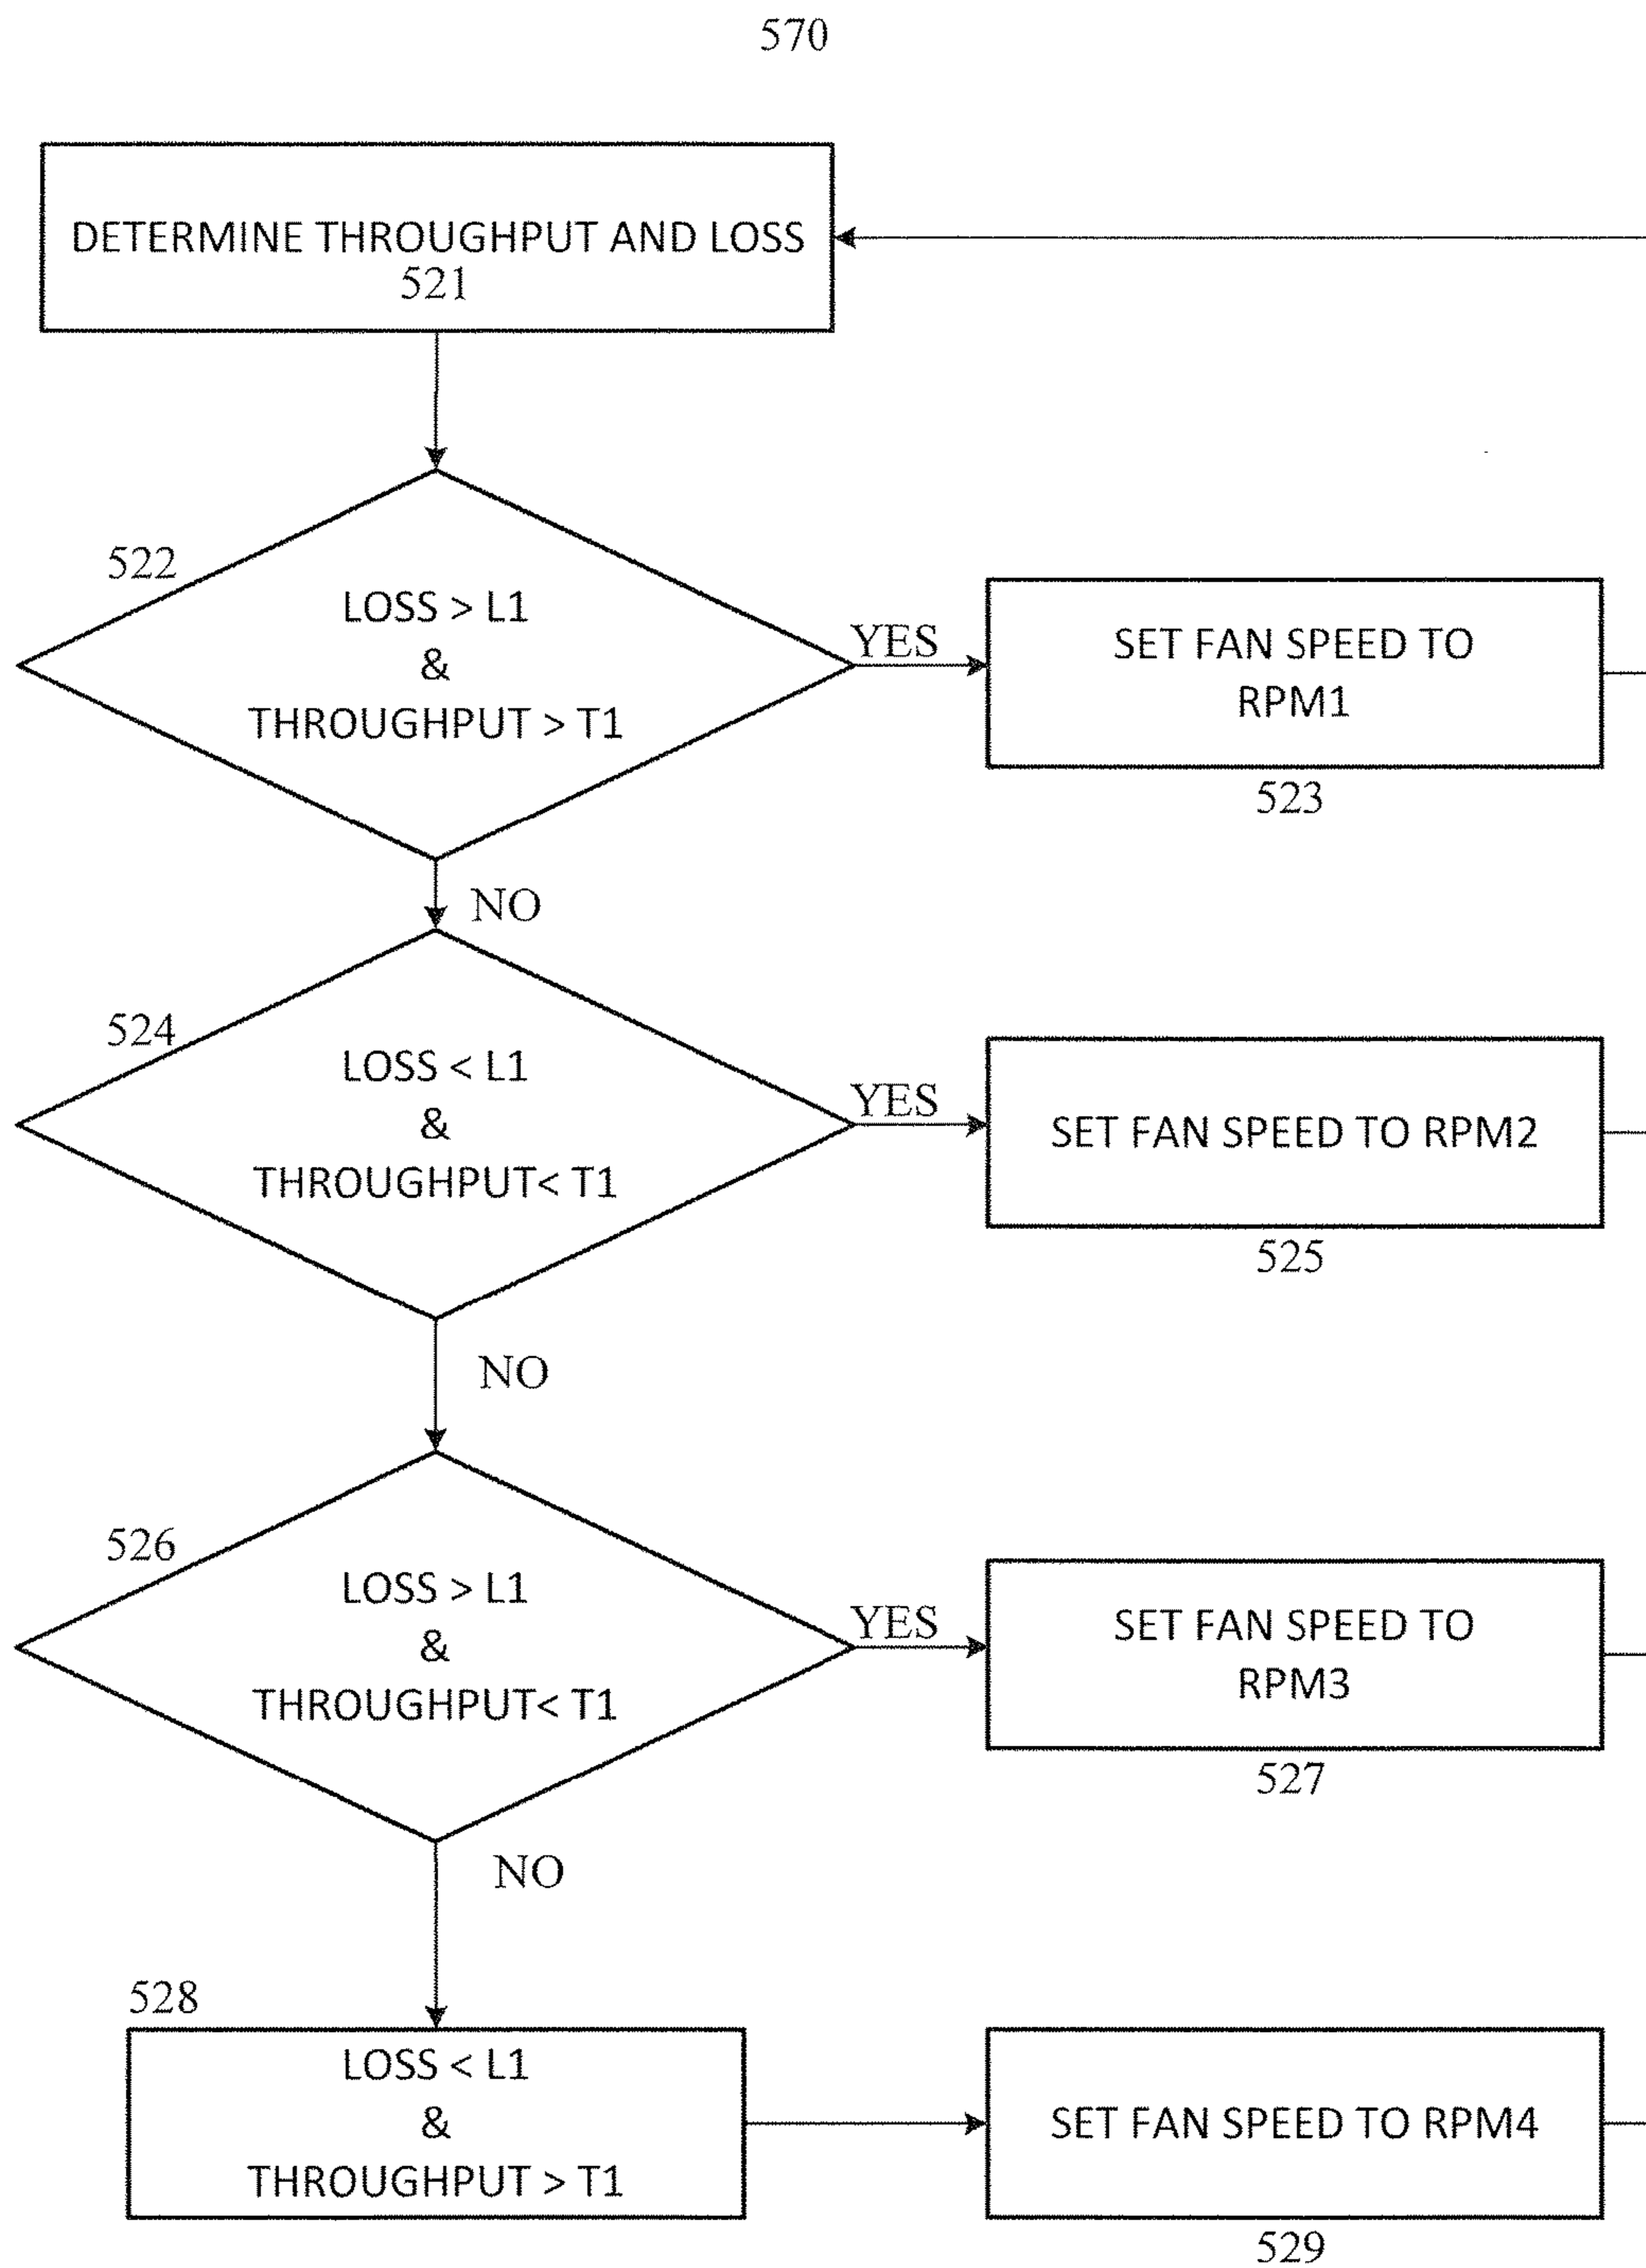 570
DETERMINE THROUGHPUT AND LOSS
521
522
LOSS > L1
&
THROUGHPUT > T1
YES
SET FAN SPEED TO
RPM1
523
NO
524
LOSS < L1
&
THROUGHPUT< T1
YES
SET FAN SPEED TO RPM2
525
NO
526
LOSS > L1
&
THROUGHPUT< T1
YES
SET FAN SPEED TO
RPM3
527
NO
528
LOSS < L1
&
THROUGHPUT > T1
SET FAN SPEED TO RPM4
529